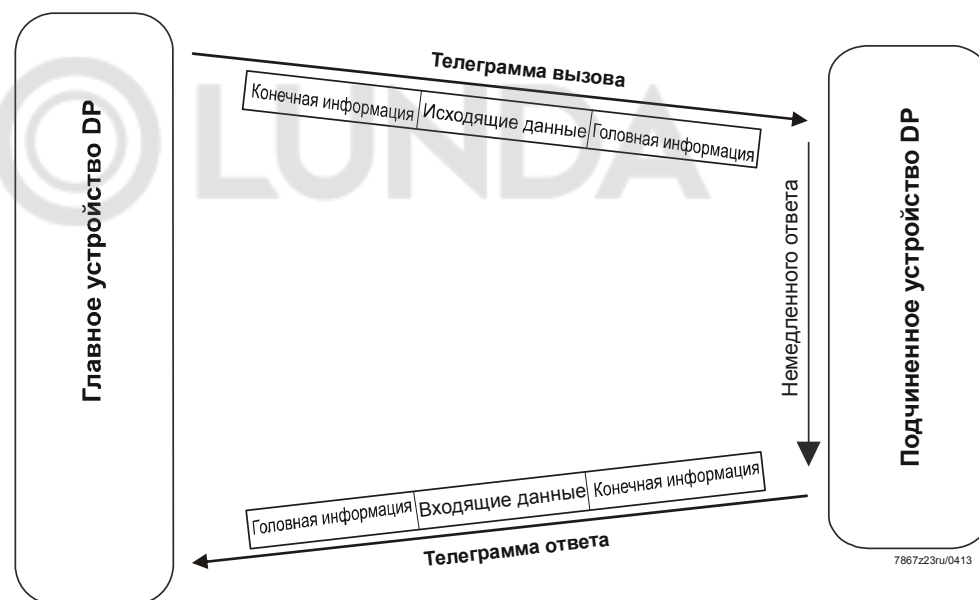 LUNDA
Главное устройство DP
Телеграмма вызова
Конечная информация Исходящие данные Головная информация
Немедленного ответа
Подчиненное устройство DP
Головная информация Входящие данные Конечная информация
Телеграмма ответа
7867z23ru/0413